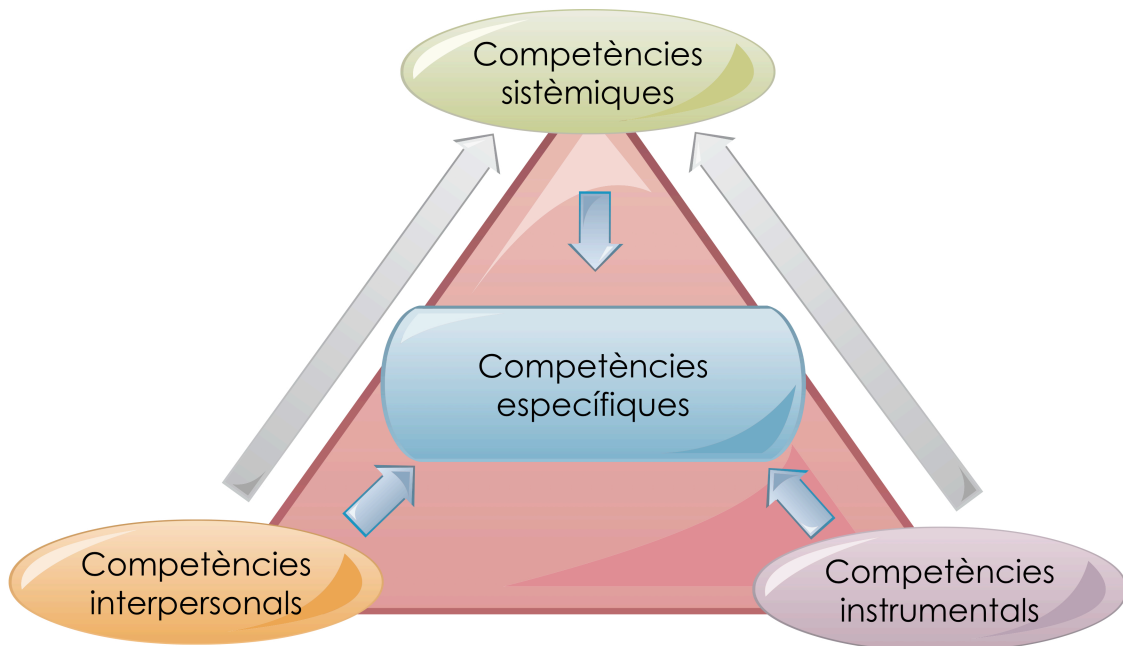 Competències
sistèmiques
Competències
específiques
Competències
interpersonals
Competències
instrumentals